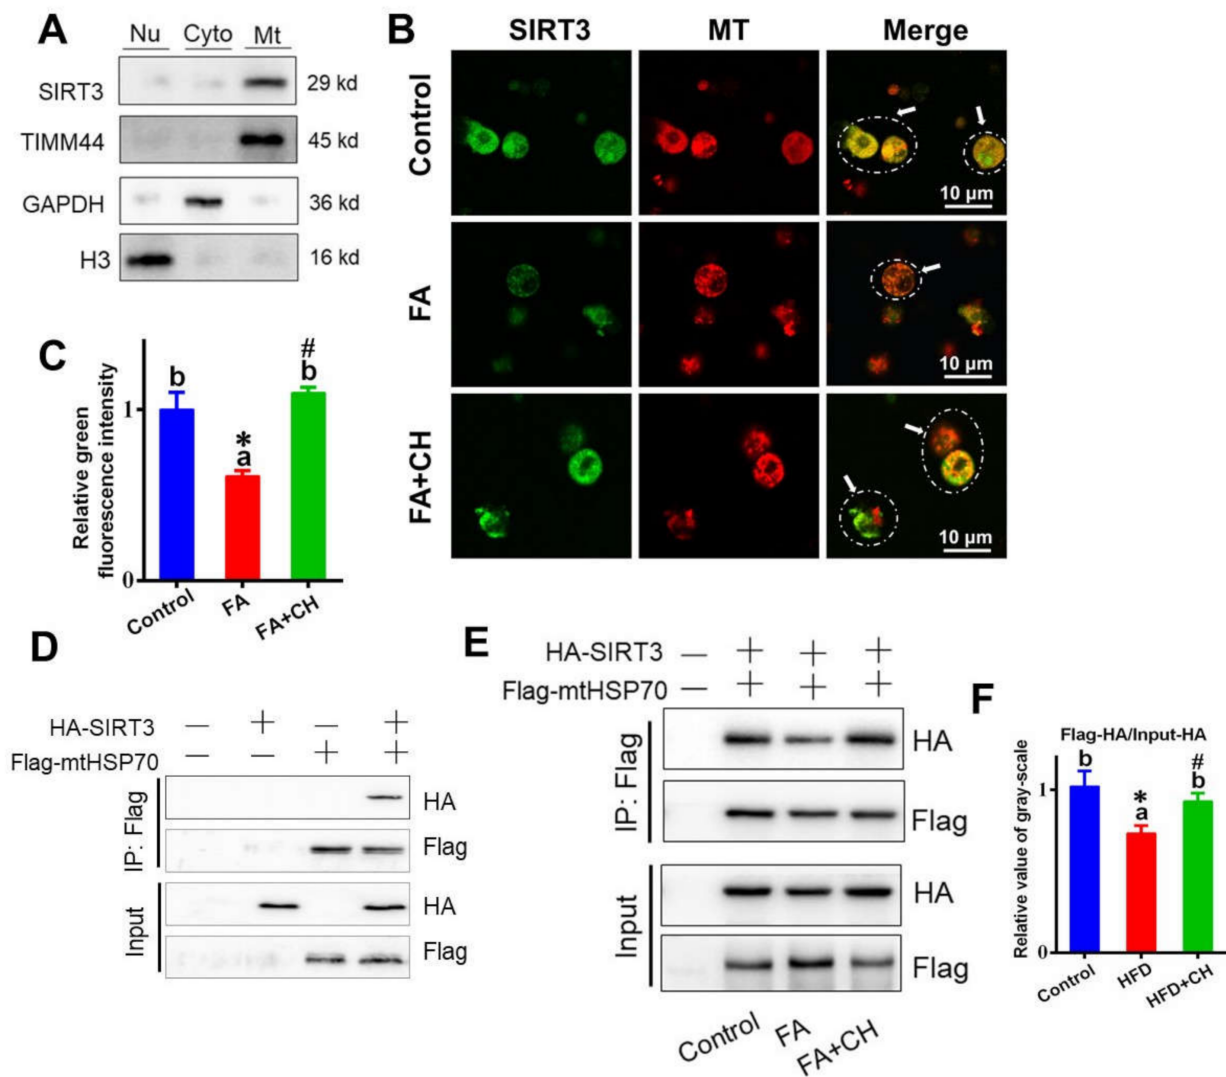 A
Nu Cyto Mt
SIRT3 29 kd
TIMM44 45 kd
GAPDH 36 kd
H3 16 kd
B
SIRT3 MT Merge
Control
10 μm
FA
10 μm
FA+CH
10 μm
C
Relative green
fluorescence intensity
1
0
b
*
a
#
b
Control FA FA+CH
D
HA-SIRT3 — + — +
Flag-mtHSP70 — — + +
IP: Flag
HA
Flag
Input
HA
Flag
E
HA-SIRT3 — + + +
Flag-mtHSP70 — + + +
IP: Flag
HA
Flag
Input
HA
Flag
Control FA FA+CH
F
Flag-HA/Input-HA
Relative value of gray-scale
1
0
b
*
a
#
b
Control HFD HFD+CH